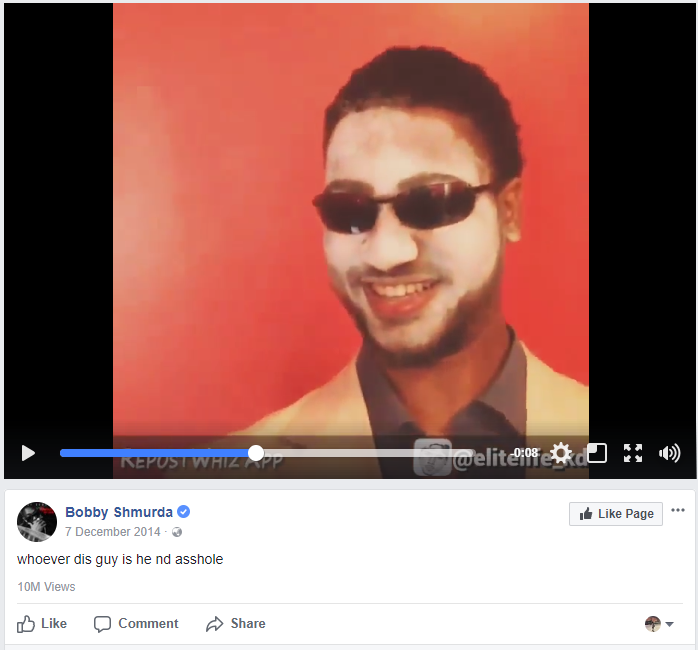 REPOST WHIZ APP
@elitelife_kd
-0:08
Bobby Shmurda
Like Page
7 December 2014
whoever dis guy is he nd asshole
10M Views
Like Comment Share